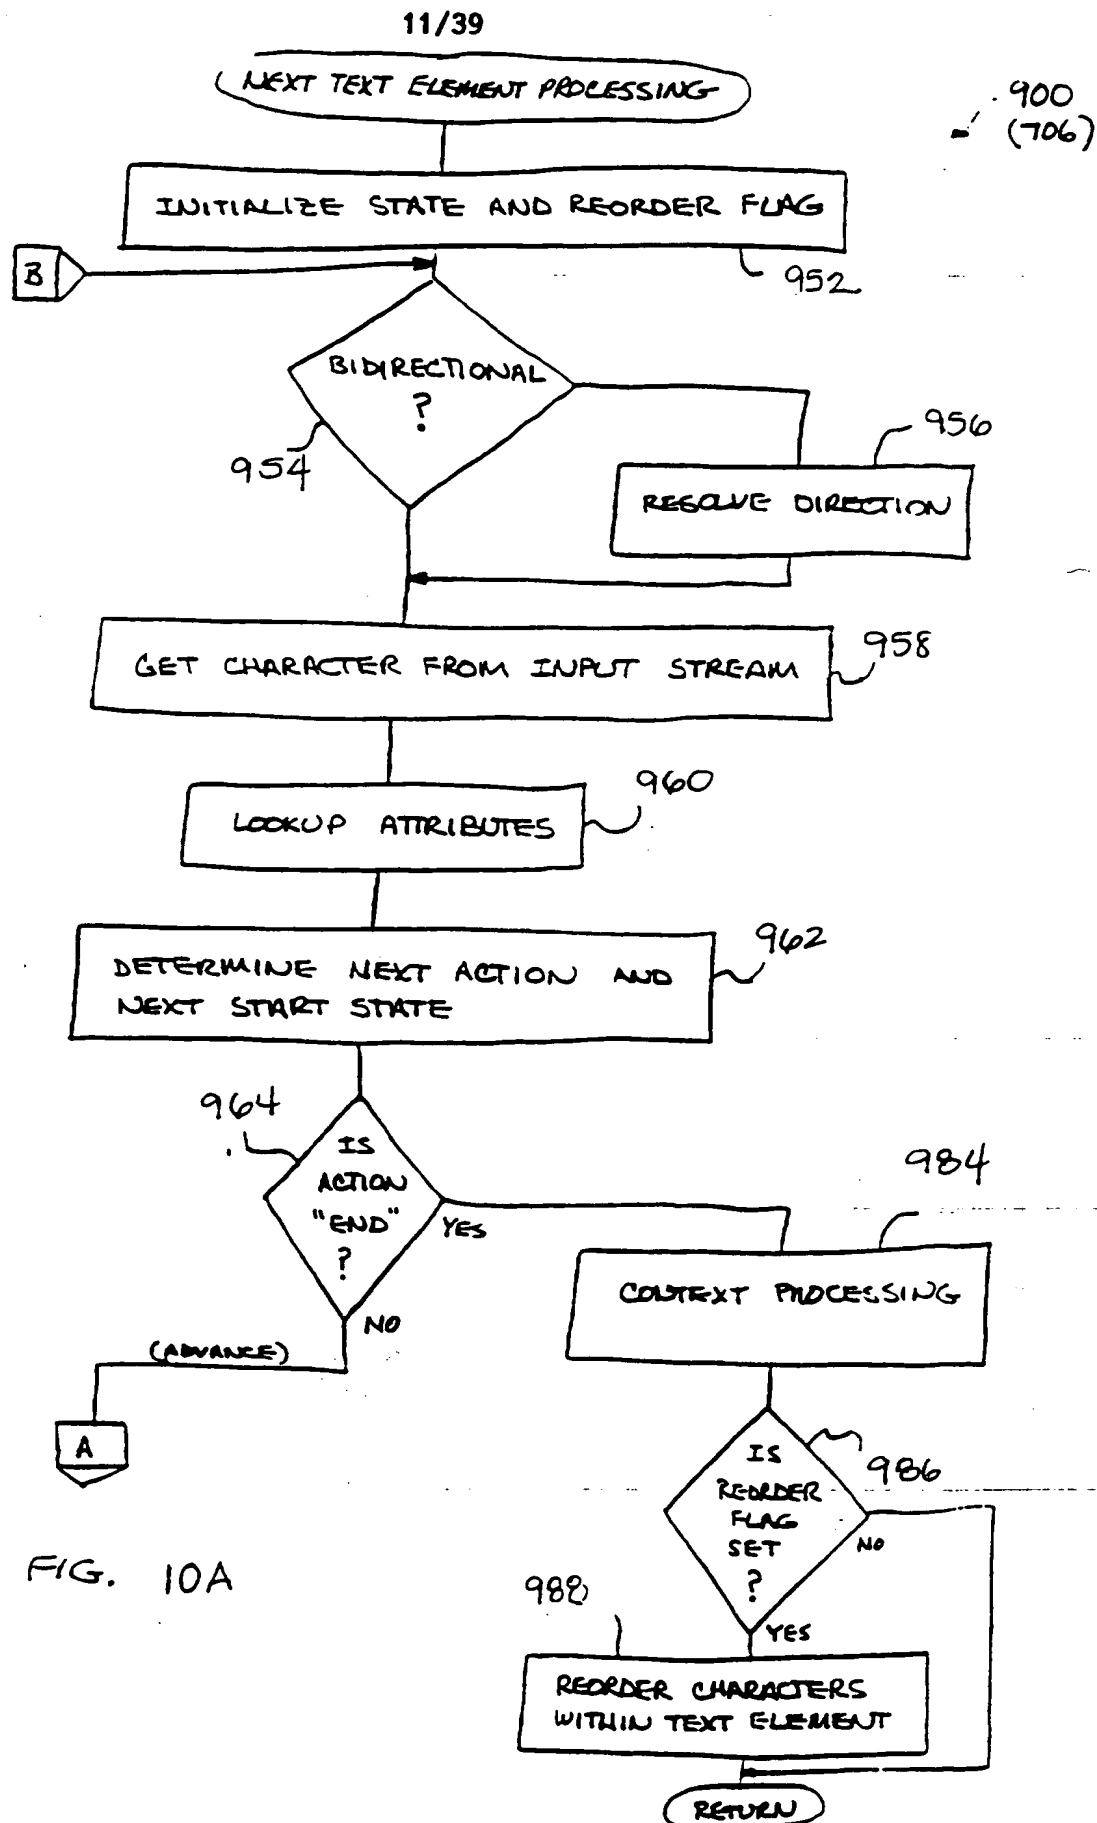 11/39
NEXT TEXT ELEMENT PROCESSING
900
(706)
INITIALIZE STATE AND REORDER FLAG
952
B
BIDIRECTIONAL
?
954
956
RESOLVE DIRECTION
GET CHARACTER FROM INPUT STREAM
958
960
LOOKUP ATTRIBUTES
962
DETERMINE NEXT ACTION AND
NEXT START STATE
964
IS
ACTION
"END"
?
YES
NO
(ADVANCE)
A
984
CONTEXT PROCESSING
IS
REORDER
FLAG
SET
?
986
NO
YES
988
REORDER CHARACTERS
WITHIN TEXT ELEMENT
RETURN
FIG. 10A